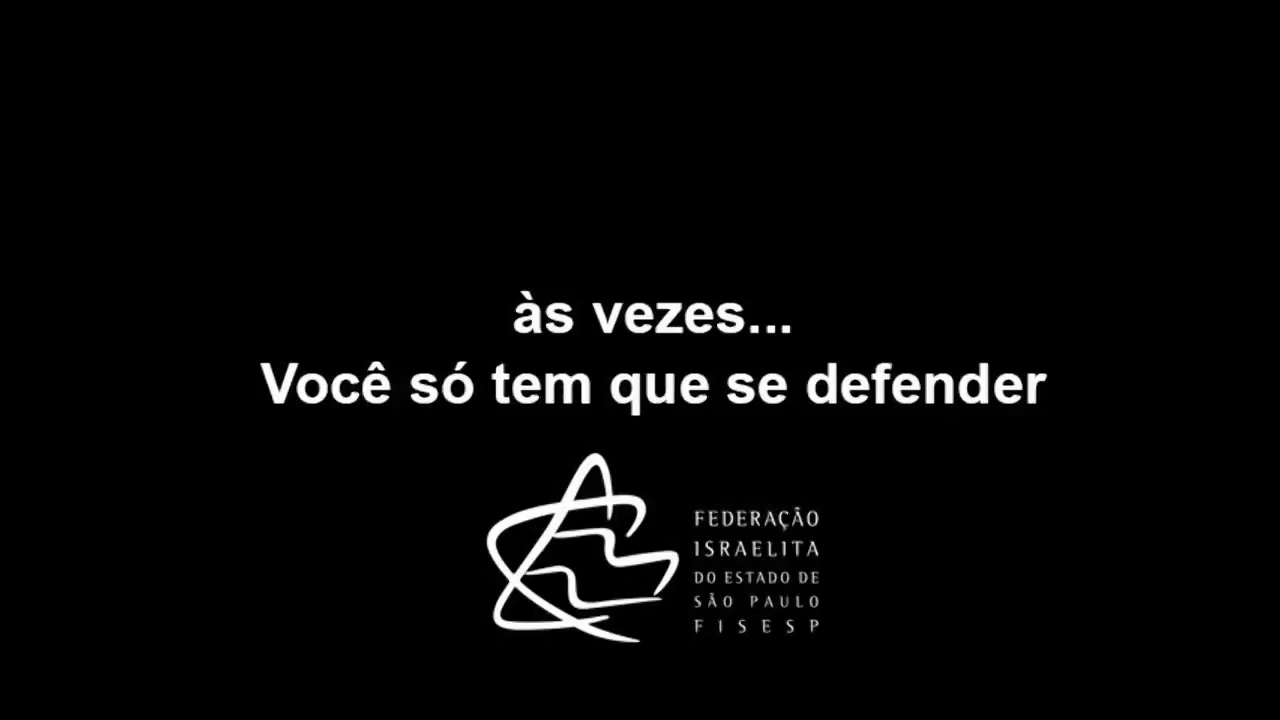 às vezes...
Você só tem que se defender
FEDERAÇÃO
ISRAELITA
DO ESTADO DE
SÃO PAULO
FISESP